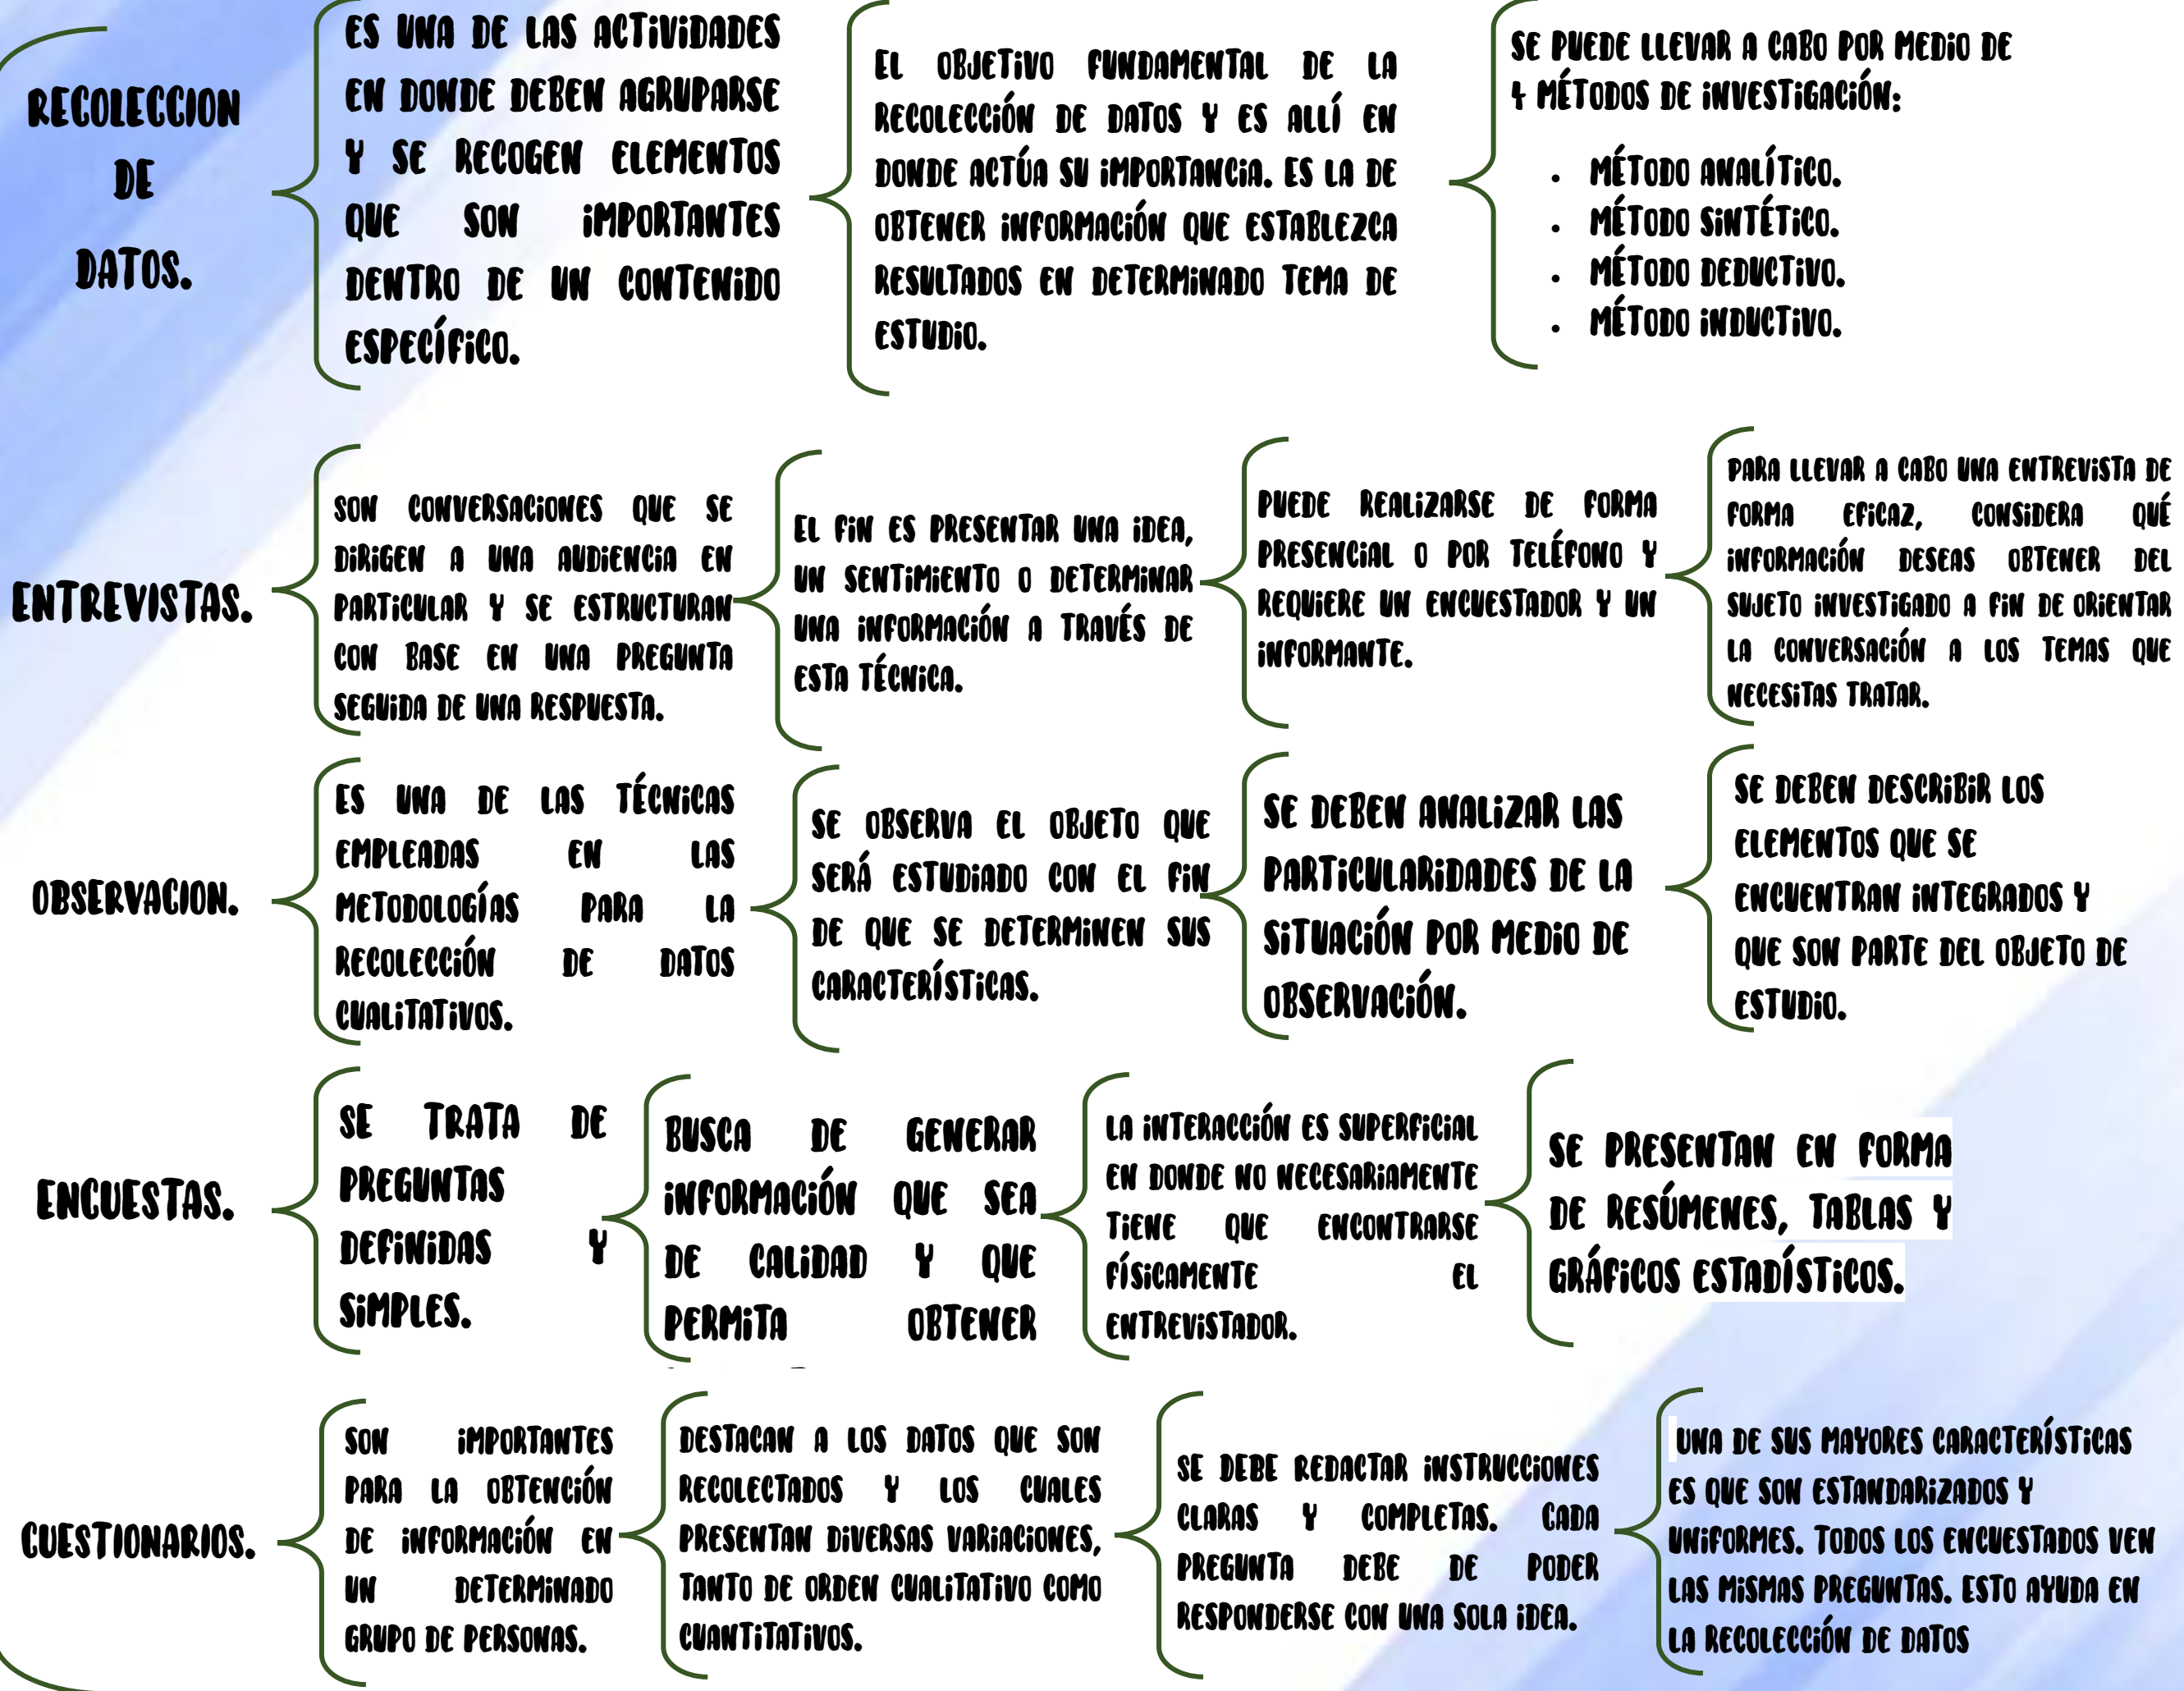 RECOLECCION
DE
DATOS.
ES UNA DE LAS ACTIVIDADES
EN DONDE DEBEN AGRUPARSE
Y SE RECOGEN ELEMENTOS
QUE SON IMPORTANTES
DENTRO DE UN CONTENIDO
ESPECÍFICO.
EL OBJETIVO FUNDAMENTAL DE LA
RECOLECCIÓN DE DATOS Y ES ALLÍ EN
DONDE ACTÚA SU IMPORTANCIA. ES LA DE
OBTENER INFORMACIÓN QUE ESTABLEZCA
RESULTADOS EN DETERMINADO TEMA DE
ESTUDIO.
SE PUEDE LLEVAR A CABO POR MEDIO DE
4 MÉTODOS DE INVESTIGACIÓN:
• MÉTODO ANALÍTICO.
• MÉTODO SINTÉTICO.
• MÉTODO DEDUCTIVO.
• MÉTODO INDUCTIVO.
ENTREVISTAS.
SON CONVERSACIONES QUE SE
DIRIGEN A UNA AUDIENCIA EN
PARTICULAR Y SE ESTRUCTURAN
CON BASE EN UNA PREGUNTA
SEGUIDA DE UNA RESPUESTA.
EL FIN ES PRESENTAR UNA IDEA,
UN SENTIMIENTO O DETERMINAR
UNA INFORMACIÓN A TRAVÉS DE
ESTA TÉCNICA.
PUEDE REALIZARSE DE FORMA
PRESENCIAL O POR TELÉFONO Y
REQUIERE UN ENCUESTADOR Y UN
INFORMANTE.
PARA LLEVAR A CABO UNA ENTREVISTA DE
FORMA EFICAZ, CONSIDERA QUÉ
INFORMACIÓN DESEAS OBTENER DEL
SUJETO INVESTIGADO A FIN DE ORIENTAR
LA CONVERSACIÓN A LOS TEMAS QUE
NECESITAS TRATAR.
OBSERVACION.
ES UNA DE LAS TÉCNICAS
EMPLEADAS EN LAS
METODOLOGÍAS PARA LA
RECOLECCIÓN DE DATOS
CUALITATIVOS.
SE OBSERVA EL OBJETO QUE
SERÁ ESTUDIADO CON EL FIN
DE QUE SE DETERMINEN SUS
CARACTERÍSTICAS.
SE DEBEN ANALIZAR LAS
PARTICULARIDADES DE LA
SITUACIÓN POR MEDIO DE
OBSERVACIÓN.
SE DEBEN DESCRIBIR LOS
ELEMENTOS QUE SE
ENCUENTRAN INTEGRADOS Y
QUE SON PARTE DEL OBJETO DE
ESTUDIO.
ENCUESTAS.
SE TRATA DE
PREGUNTAS
DEFINIDAS Y
SIMPLES.
BUSCA DE GENERAR
INFORMACIÓN QUE SEA
DE CALIDAD Y QUE
PERMITA OBTENER
LA INTERACCIÓN ES SUPERFICIAL
EN DONDE NO NECESARIAMENTE
TIENE QUE ENCONTRARSE
FÍSICAMENTE EL
ENTREVISTADOR.
SE PRESENTAN EN FORMA
DE RESÚMENES, TABLAS Y
GRÁFICOS ESTADÍSTICOS.
CUESTIONARIOS.
SON IMPORTANTES
PARA LA OBTENCIÓN
DE INFORMACIÓN EN
UN DETERMINADO
GRUPO DE PERSONAS.
DESTACAN A LOS DATOS QUE SON
RECOLECTADOS Y LOS CUALES
PRESENTAN DIVERSAS VARIACIONES,
TANTO DE ORDEN CUALITATIVO COMO
CUANTITATIVOS.
SE DEBE REDACTAR INSTRUCCIONES
CLARAS Y COMPLETAS. CADA
PREGUNTA DEBE DE PODER
RESPONDERSE CON UNA SOLA IDEA.
UNA DE SUS MAYORES CARACTERÍSTICAS
ES QUE SON ESTANDARIZADOS Y
UNIFORMES. TODOS LOS ENCUESTADOS VEN
LAS MISMAS PREGUNTAS. ESTO AYUDA EN
LA RECOLECCIÓN DE DATOS